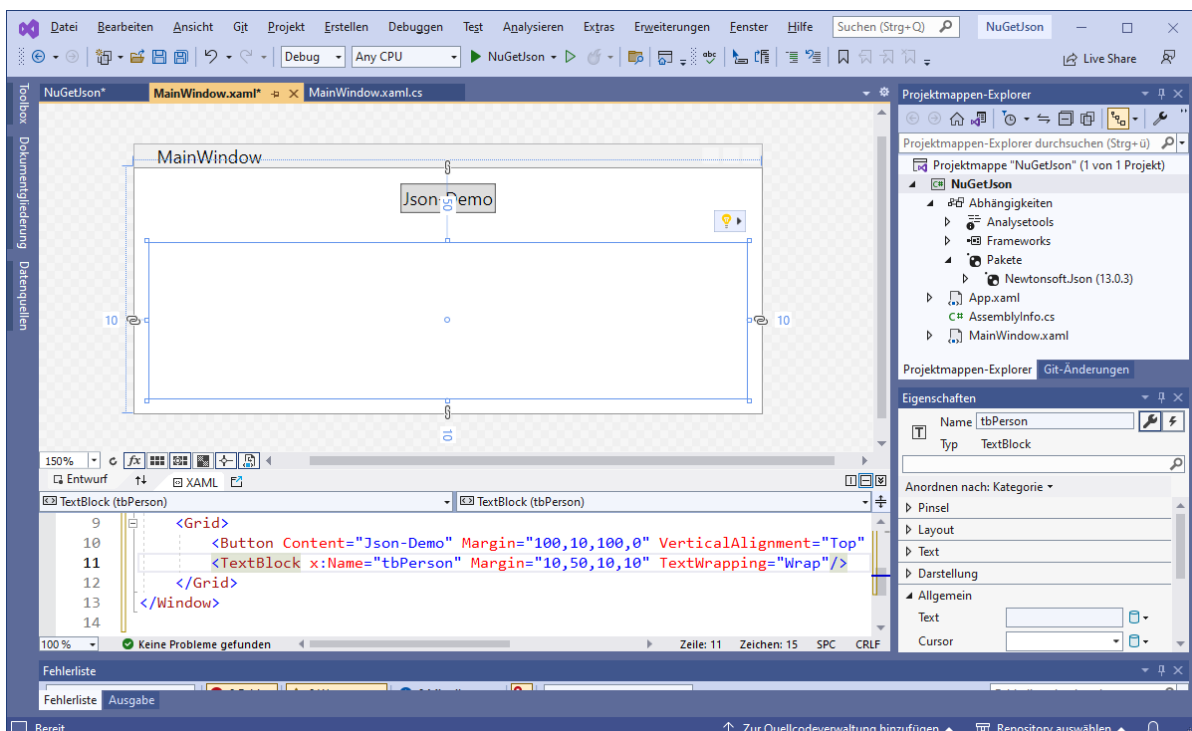 Datei Bearbeiten Ansicht Git Projekt Erstellen Debuggen Test Analysieren Extras Erweiterungen Fenster Hilfe Suchen (Strg+Q) NuGetJson
Debug Any CPU NuGetJson Live Share
Toolbox
Dokumentgliederung
Datenquellen
NuGetJson* MainWindow.xaml* MainWindow.xaml.cs
MainWindow
Json-Demo
50
10
10
10
150% fx
Entwurf XAML
TextBlock (tbPerson) TextBlock (tbPerson)
9 <Grid>
10 <Button Content="Json-Demo" Margin="100,10,100,0" VerticalAlignment="Top"
11 <TextBlock x:Name="tbPerson" Margin="10,50,10,10" TextWrapping="Wrap"/>
12 </Grid>
13 </Window>
14
100 % Keine Probleme gefunden Zeile: 11 Zeichen: 15 SPC CRLF
Projektmappen-Explorer
Projektmappen-Explorer durchsuchen (Strg+ü)
Projektmappe "NuGetJson" (1 von 1 Projekt)
C# NuGetJson
Abhängigkeiten
Analysetools
Frameworks
Pakete
Newtonsoft.Json (13.0.3)
App.xaml
C# AssemblyInfo.cs
MainWindow.xaml
Projektmappen-Explorer Git-Änderungen
Eigenschaften
Name tbPerson
Typ TextBlock
Anordnen nach: Kategorie
Pinsel
Layout
Text
Darstellung
Allgemein
Text
Cursor
Fehlerliste
Fehlerliste Ausgabe
Bereit Zur Quellcodeverwaltung hinzufügen Repository auswählen